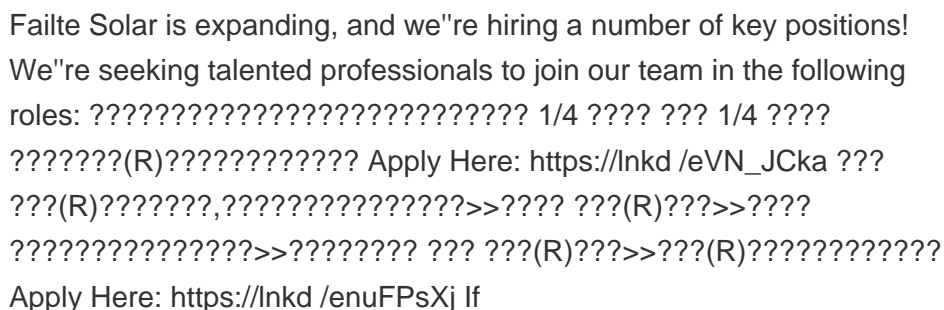 Failte Solar is expanding, and we"re hiring a number of key positions!
We"re seeking talented professionals to join our team in the following
roles: ??????????????????????????? 1/4 ???? ??? 1/4 ????
???????(R)???????????? Apply Here: https://lnkd /eVN_JCka ???
???(R)???????,???????????????>>???? ???(R)???>>????
???????????????>>???????? ??? ???(R)???>>???(R)????????????
Apply Here: https://lnkd /enuFPsXj If